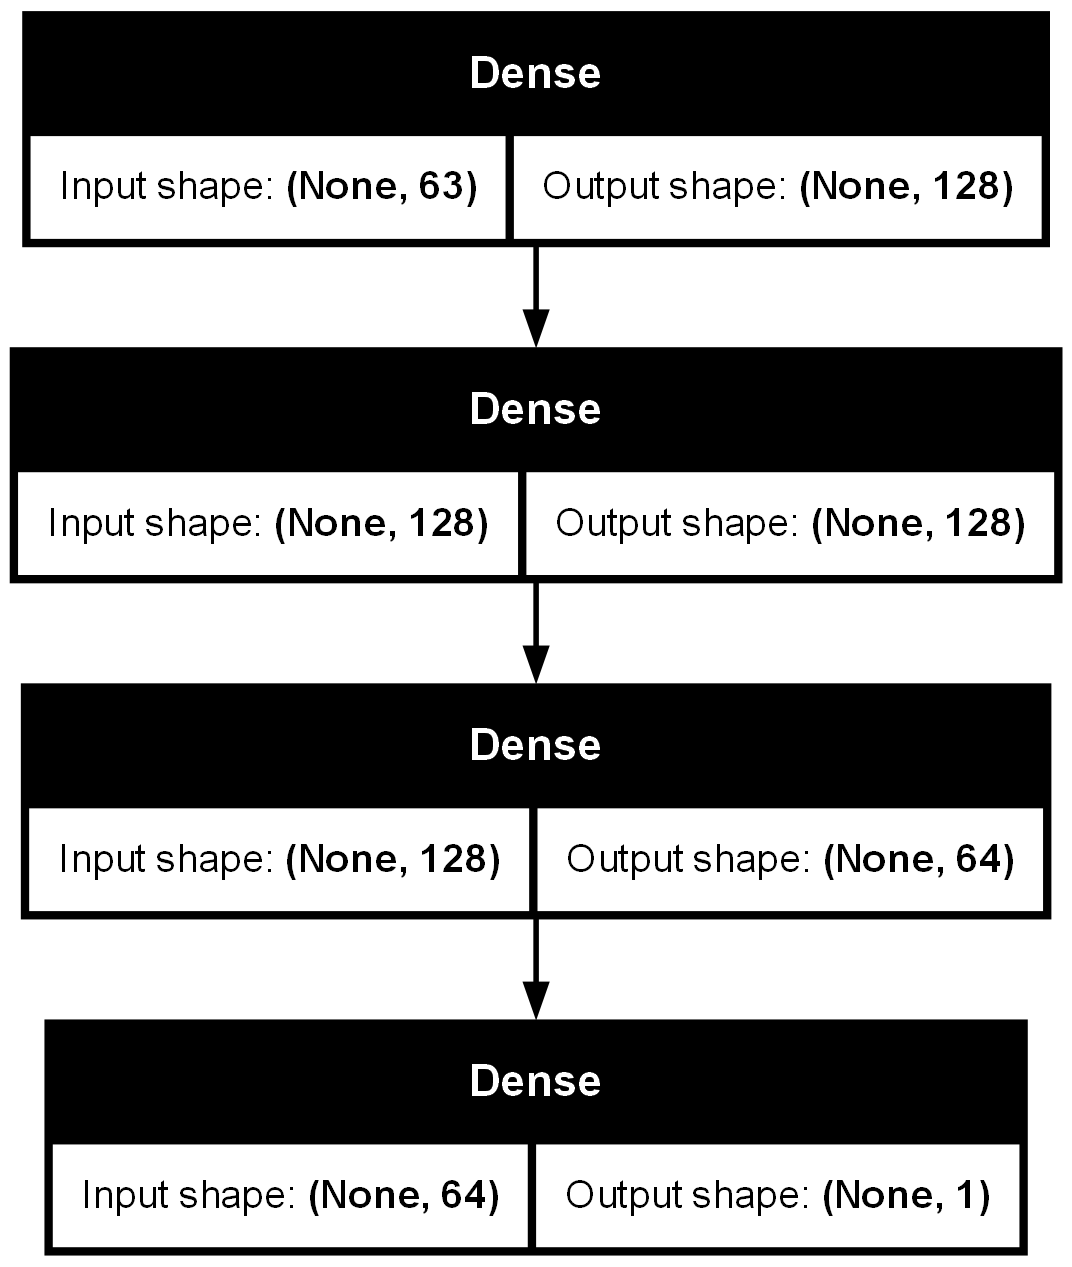 Dense
Input shape: (None, 63) Output shape: (None, 128)
Dense
Input shape: (None, 128) Output shape: (None, 128)
Dense
Input shape: (None, 128) Output shape: (None, 64)
Dense
Input shape: (None, 64) Output shape: (None, 1)